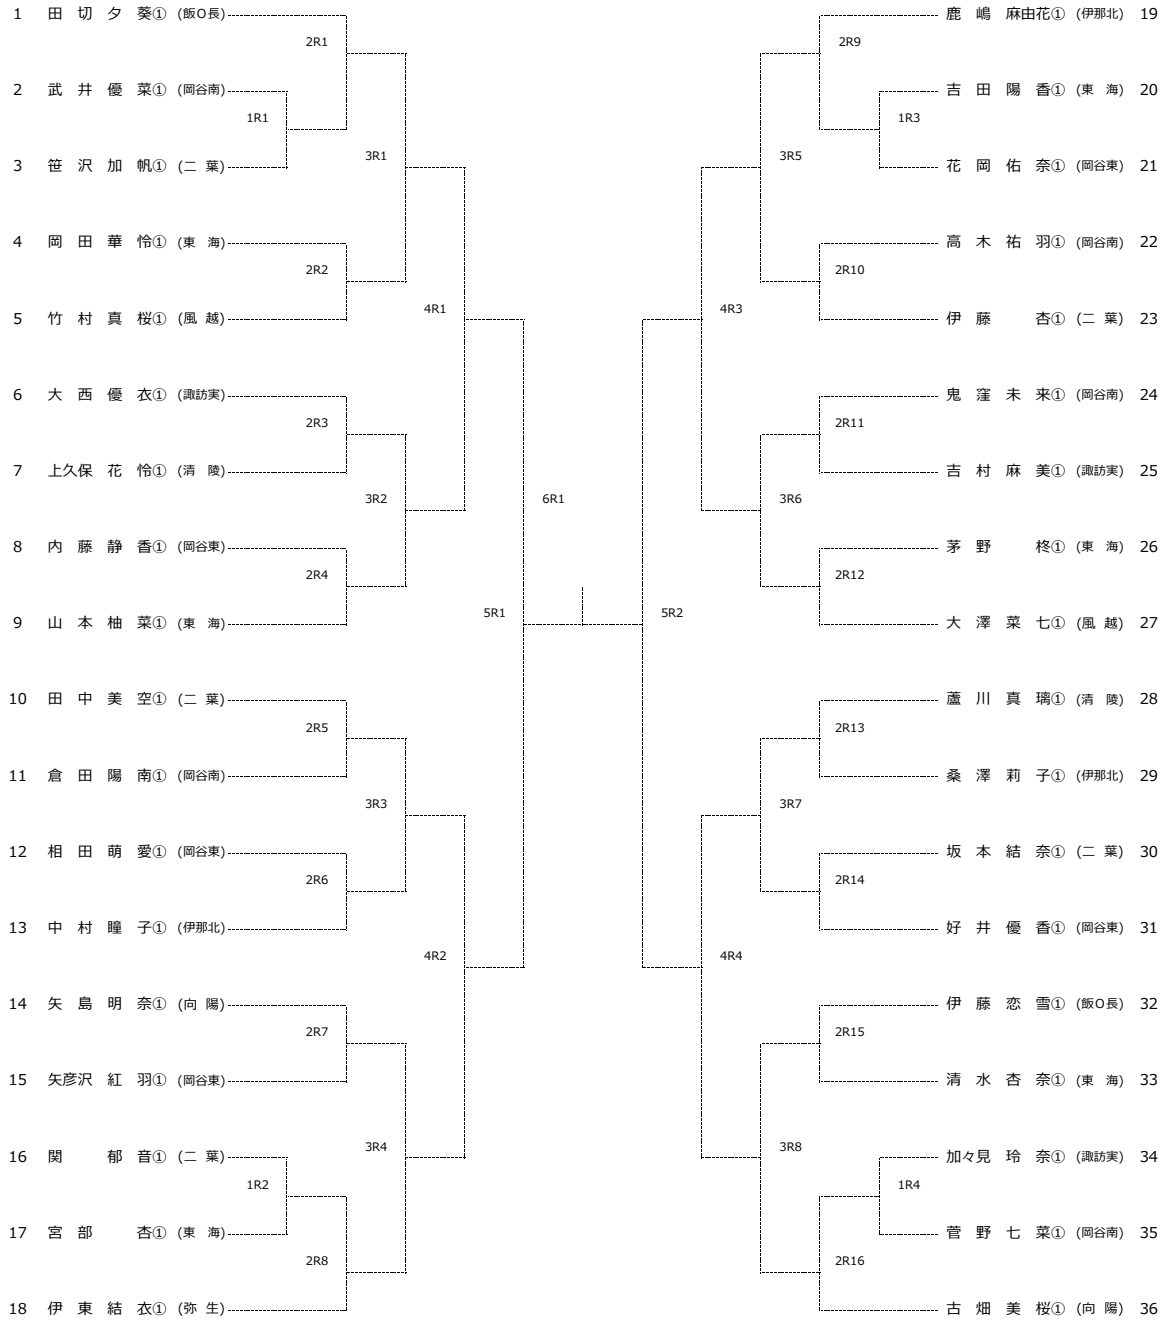 1 田 切 夕 葵① (飯O長)
2R1
2 武 井 優 菜① (岡谷南)
1R1
3 笹 沢 加 帆① (二 葉)
3R1
4 岡 田 華 怜① (東 海)
2R2
5 竹 村 真 桜① (風 越)
4R1
6 大 西 優 衣① (諏訪実)
2R3
7 上久保 花 怜① (清 陵)
3R2
8 内 藤 静 香① (岡谷東)
2R4
9 山 本 柚 菜① (東 海)
5R1
10 田 中 美 空① (二 葉)
2R5
11 倉 田 陽 南① (岡谷南)
3R3
12 相 田 萌 愛① (岡谷東)
2R6
13 中 村 瞳 子① (伊那北)
4R2
14 矢 島 明 奈① (向 陽)
2R7
15 矢彦沢 紅 羽① (岡谷東)
3R4
16 関 郁 音① (二 葉)
1R2
17 宮 部 杏① (東 海)
2R8
18 伊 東 結 衣① (弥 生)
6R1
鹿 嶋 麻由花① (伊那北) 19
2R9
吉 田 陽 香① (東 海) 20
1R3
花 岡 佑 奈① (岡谷東) 21
3R5
高 木 祐 羽① (岡谷南) 22
2R10
伊 藤 杏① (二 葉) 23
4R3
鬼 窪 未 来① (岡谷南) 24
2R11
吉 村 麻 美① (諏訪実) 25
3R6
茅 野 柊① (東 海) 26
2R12
大 澤 菜 七① (風 越) 27
5R2
蘆 川 真 璃① (清 陵) 28
2R13
桑 澤 莉 子① (伊那北) 29
3R7
坂 本 結 奈① (二 葉) 30
2R14
好 井 優 香① (岡谷東) 31
4R4
伊 藤 恋 雪① (飯O長) 32
2R15
清 水 杏 奈① (東 海) 33
3R8
加々見 玲 奈① (諏訪実) 34
1R4
菅 野 七 菜① (岡谷南) 35
2R16
古 畑 美 桜① (向 陽) 36